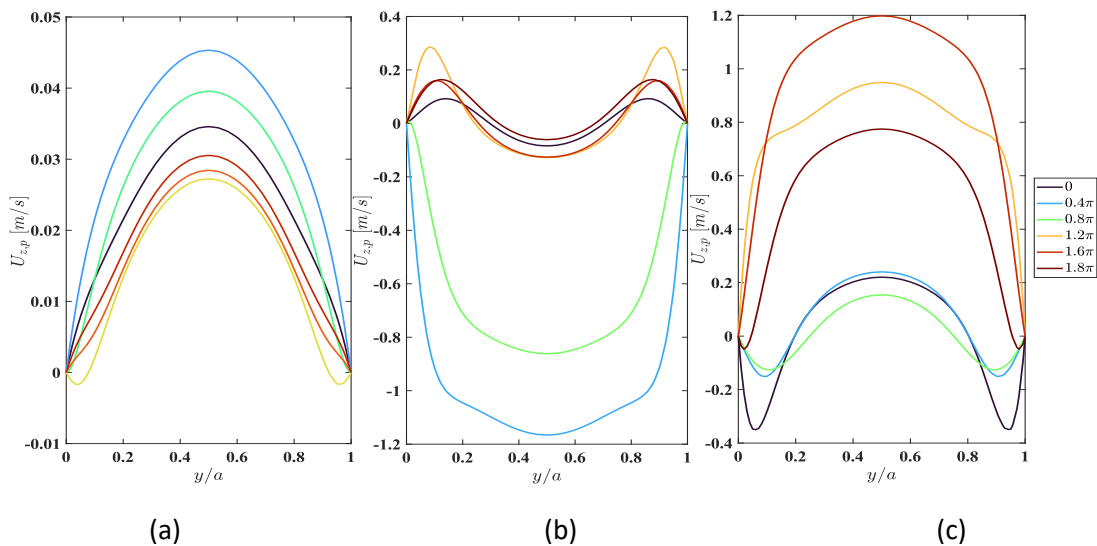 0.05
0.04
0.03
0.02
0.01
0
-0.01
U_{z,p} [m/s]
0 0.2 0.4 0.6 0.8 1
y/a
(a)
0.4
0.2
0
-0.2
-0.4
-0.6
-0.8
-1
-1.2
U_{z,p} [m/s]
0 0.2 0.4 0.6 0.8 1
y/a
(b)
1.2
1
0.8
0.6
0.4
0.2
0
-0.2
-0.4
U_{z,p} [m/s]
0 0.2 0.4 0.6 0.8 1
y/a
(c)
0
0.4π
0.8π
1.2π
1.6π
1.8π